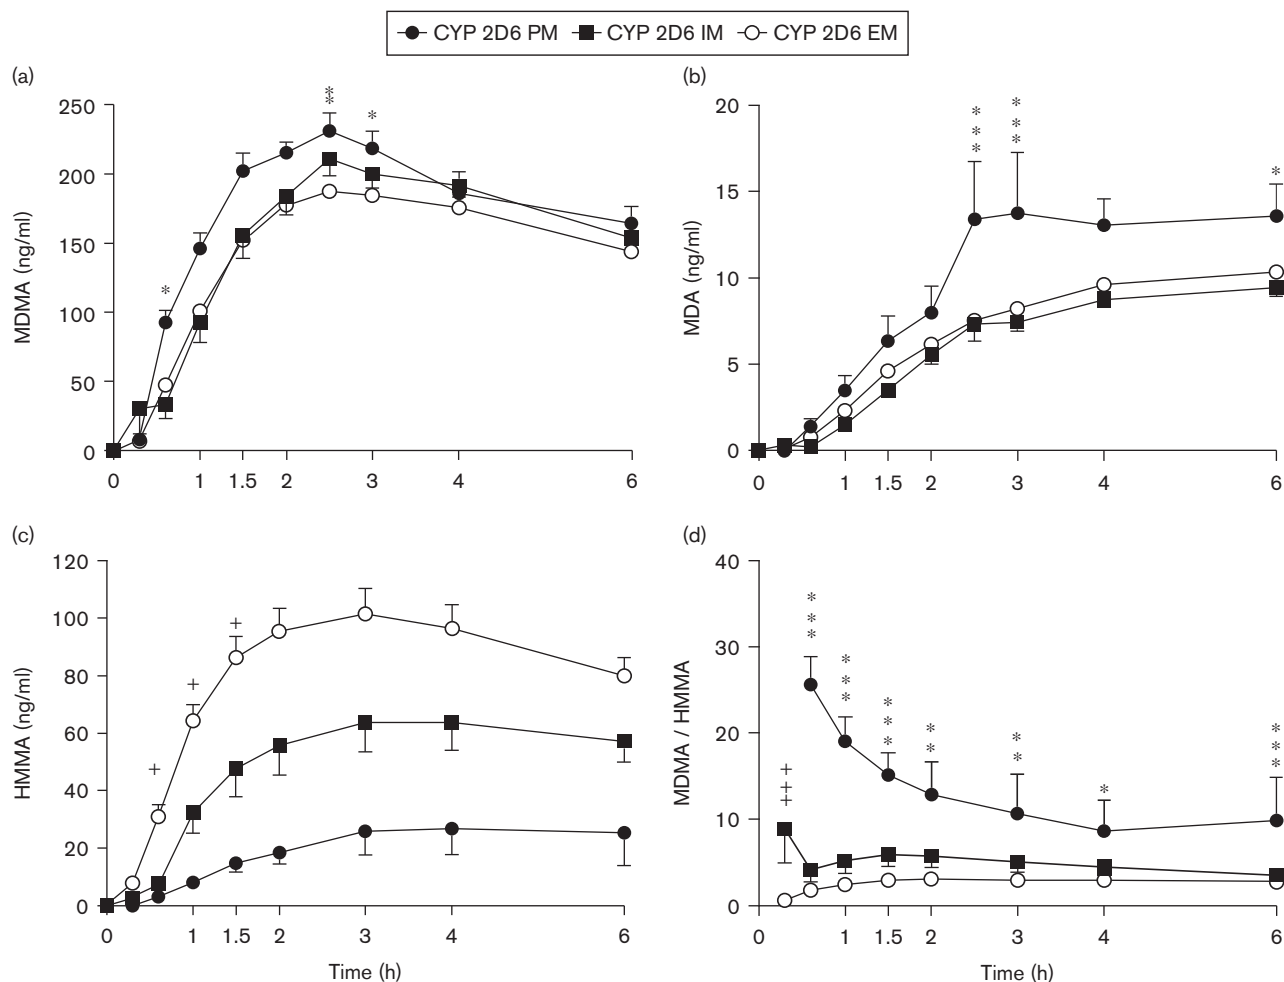 CYP 2D6 PM CYP 2D6 IM CYP 2D6 EM
(a)
250
200
150
100
50
0
MDMA (ng/ml)
0 1 1.5 2 3 4 6
*
**
*
(b)
20
15
10
5
0
MDA (ng/ml)
0 1 1.5 2 3 4 6
***
***
*
(c)
120
100
80
60
40
20
0
HMMA (ng/ml)
0 1 1.5 2 3 4 6
Time (h)
+
+
+
(d)
40
30
20
10
0
MDMA / HMMA
0 1 1.5 2 3 4 6
Time (h)
+++
***
***
***
**
**
*
***